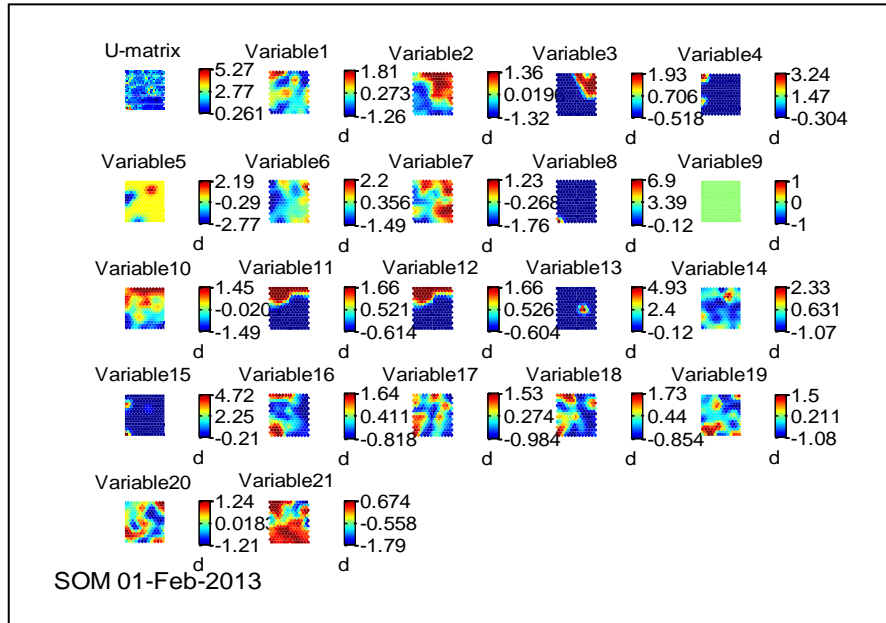 U-matrix Variable1 Variable2 Variable3 Variable4
5.27 1.81 1.36 1.93 3.24
2.77 0.273 0.0196 0.706 1.47
0.261 -1.26 -1.32 -0.518 -0.304
d d d d
Variable5 Variable6 Variable7 Variable8 Variable9
2.19 2.2 1.23 6.9 1
-0.29 0.356 -0.268 3.39 0
-2.77 -1.49 -1.76 -0.12 -1
d d d d d
Variable10 Variable11 Variable12 Variable13 Variable14
1.45 1.66 1.66 4.93 2.33
-0.020 0.521 0.526 2.4 0.631
-1.49 -0.614 -0.604 -0.12 -1.07
d d d d d
Variable15 Variable16 Variable17 Variable18 Variable19
4.72 1.64 1.53 1.73 1.5
2.25 0.411 0.274 0.44 0.211
-0.21 -0.818 -0.984 -0.854 -1.08
d d d d d
Variable20 Variable21
1.24 0.674
0.018 -0.558
-1.21 -1.79
d d
SOM 01-Feb-2013